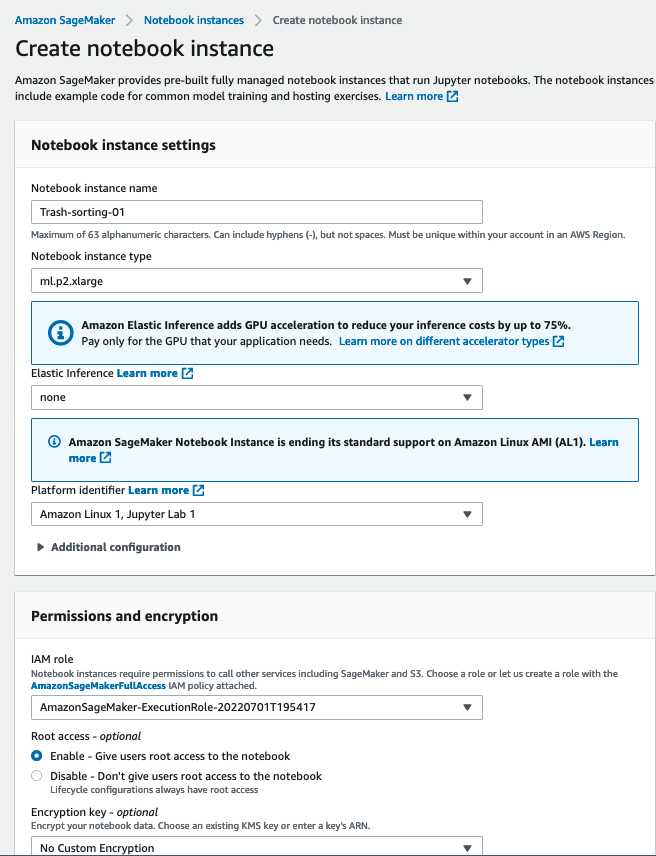 Amazon SageMaker > Notebook instances > Create notebook instance
Create notebook instance
Amazon SageMaker provides pre-built fully managed notebook instances that run Jupyter notebooks. The notebook instances
include example code for common model training and hosting exercises. Learn more
Notebook instance settings
Notebook instance name
Trash-sorting-01
Maximum of 63 alphanumeric characters. Can include hyphens (-), but not spaces. Must be unique within your account in an AWS Region.
Notebook instance type
ml.p2.xlarge
Amazon Elastic Inference adds GPU acceleration to reduce your inference costs by up to 75%.
Pay only for the GPU that your application needs. Learn more on different accelerator types
Elastic Inference Learn more
none
Amazon SageMaker Notebook Instance is ending its standard support on Amazon Linux AMI (AL1). Learn
more
Platform identifier Learn more
Amazon Linux 1, Jupyter Lab 1
Additional configuration
Permissions and encryption
IAM role
Notebook instances require permissions to call other services including SageMaker and S3. Choose a role or let us create a role with the
AmazonSageMakerFullAccess IAM policy attached.
AmazonSageMaker-ExecutionRole-20220701T195417
Root access - optional
Enable - Give users root access to the notebook
Disable - Don't give users root access to the notebook
Lifecycle configurations always have root access
Encryption key - optional
Encrypt your notebook data. Choose an existing KMS key or enter a key's ARN.
No Custom Encryption